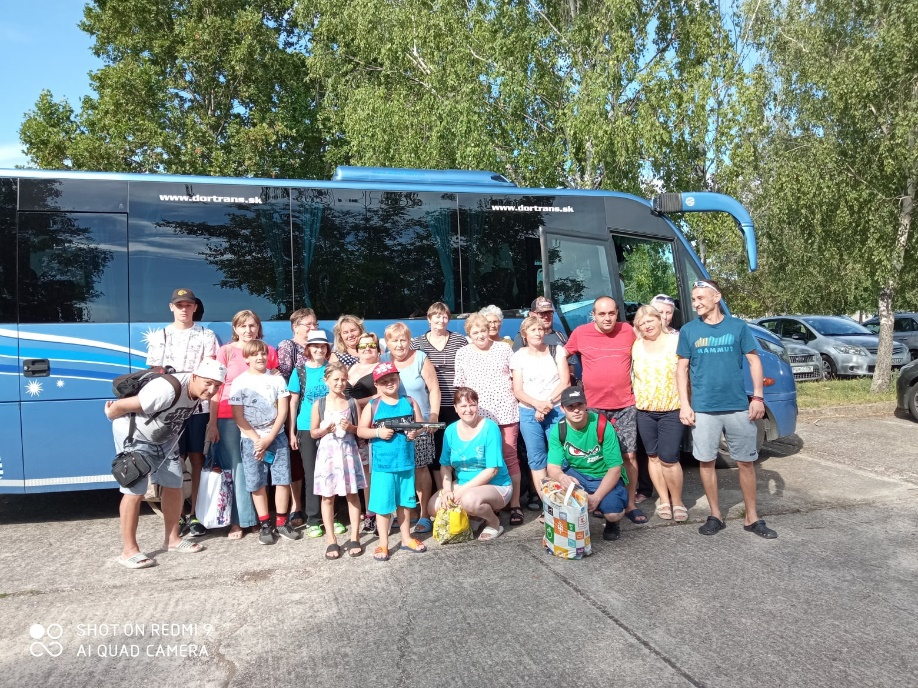 www.dortrans.sk
www.dortrans.sk
MAMMUT
SHOT ON REDMI 9
AI QUAD CAMERA